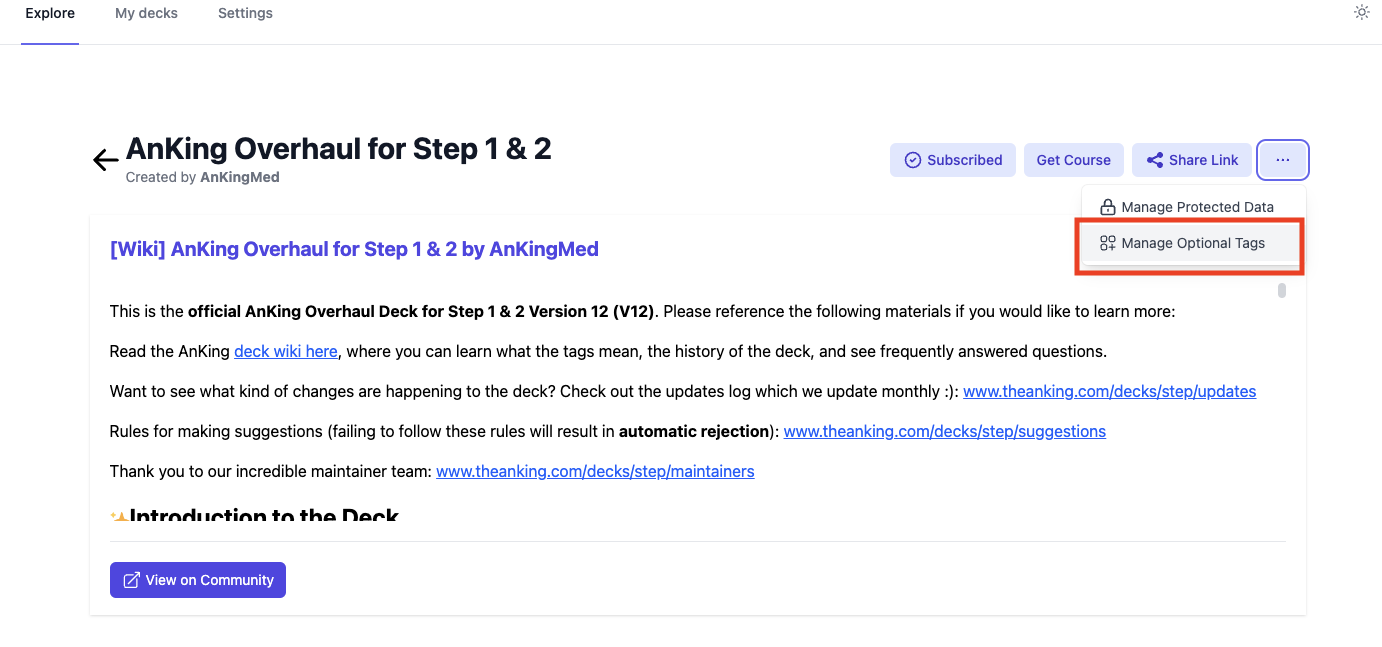 Explore My decks Settings
AnKing Overhaul for Step 1 & 2
Created by AnKingMed
Subscribed Get Course Share Link ...
Manage Protected Data
Manage Optional Tags
[Wiki] AnKing Overhaul for Step 1 & 2 by AnKingMed
This is the official AnKing Overhaul Deck for Step 1 & 2 Version 12 (V12). Please reference the following materials if you would like to learn more:
Read the AnKing deck wiki here, where you can learn what the tags mean, the history of the deck, and see frequently answered questions.
Want to see what kind of changes are happening to the deck? Check out the updates log which we update monthly :): www.theanking.com/decks/step/updates
Rules for making suggestions (failing to follow these rules will result in automatic rejection): www.theanking.com/decks/step/suggestions
Thank you to our incredible maintainer team: www.theanking.com/decks/step/maintainers
✨Introduction to the Deck
View on Community